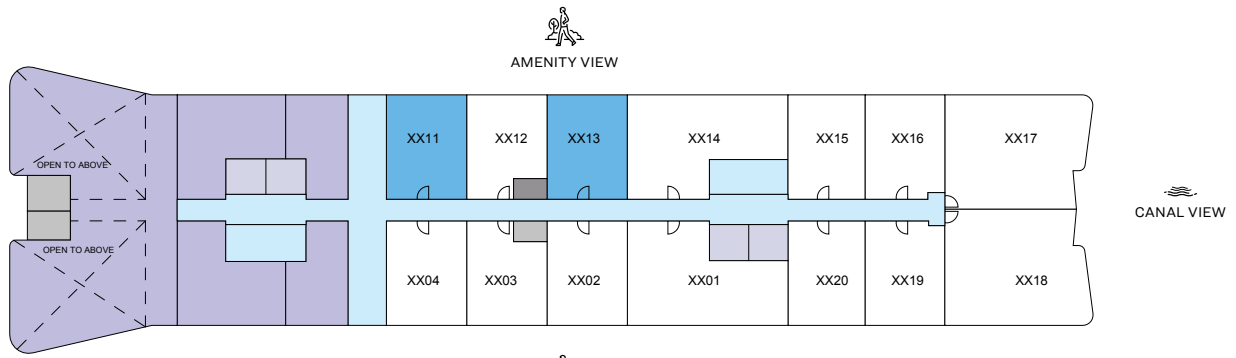 AMENITY VIEW
XX11
XX12
XX13
XX14
XX15
XX16
XX17
OPEN TO ABOVE
CANAL VIEW
OPEN TO ABOVE
XX04
XX03
XX02
XX01
XX20
XX19
XX18